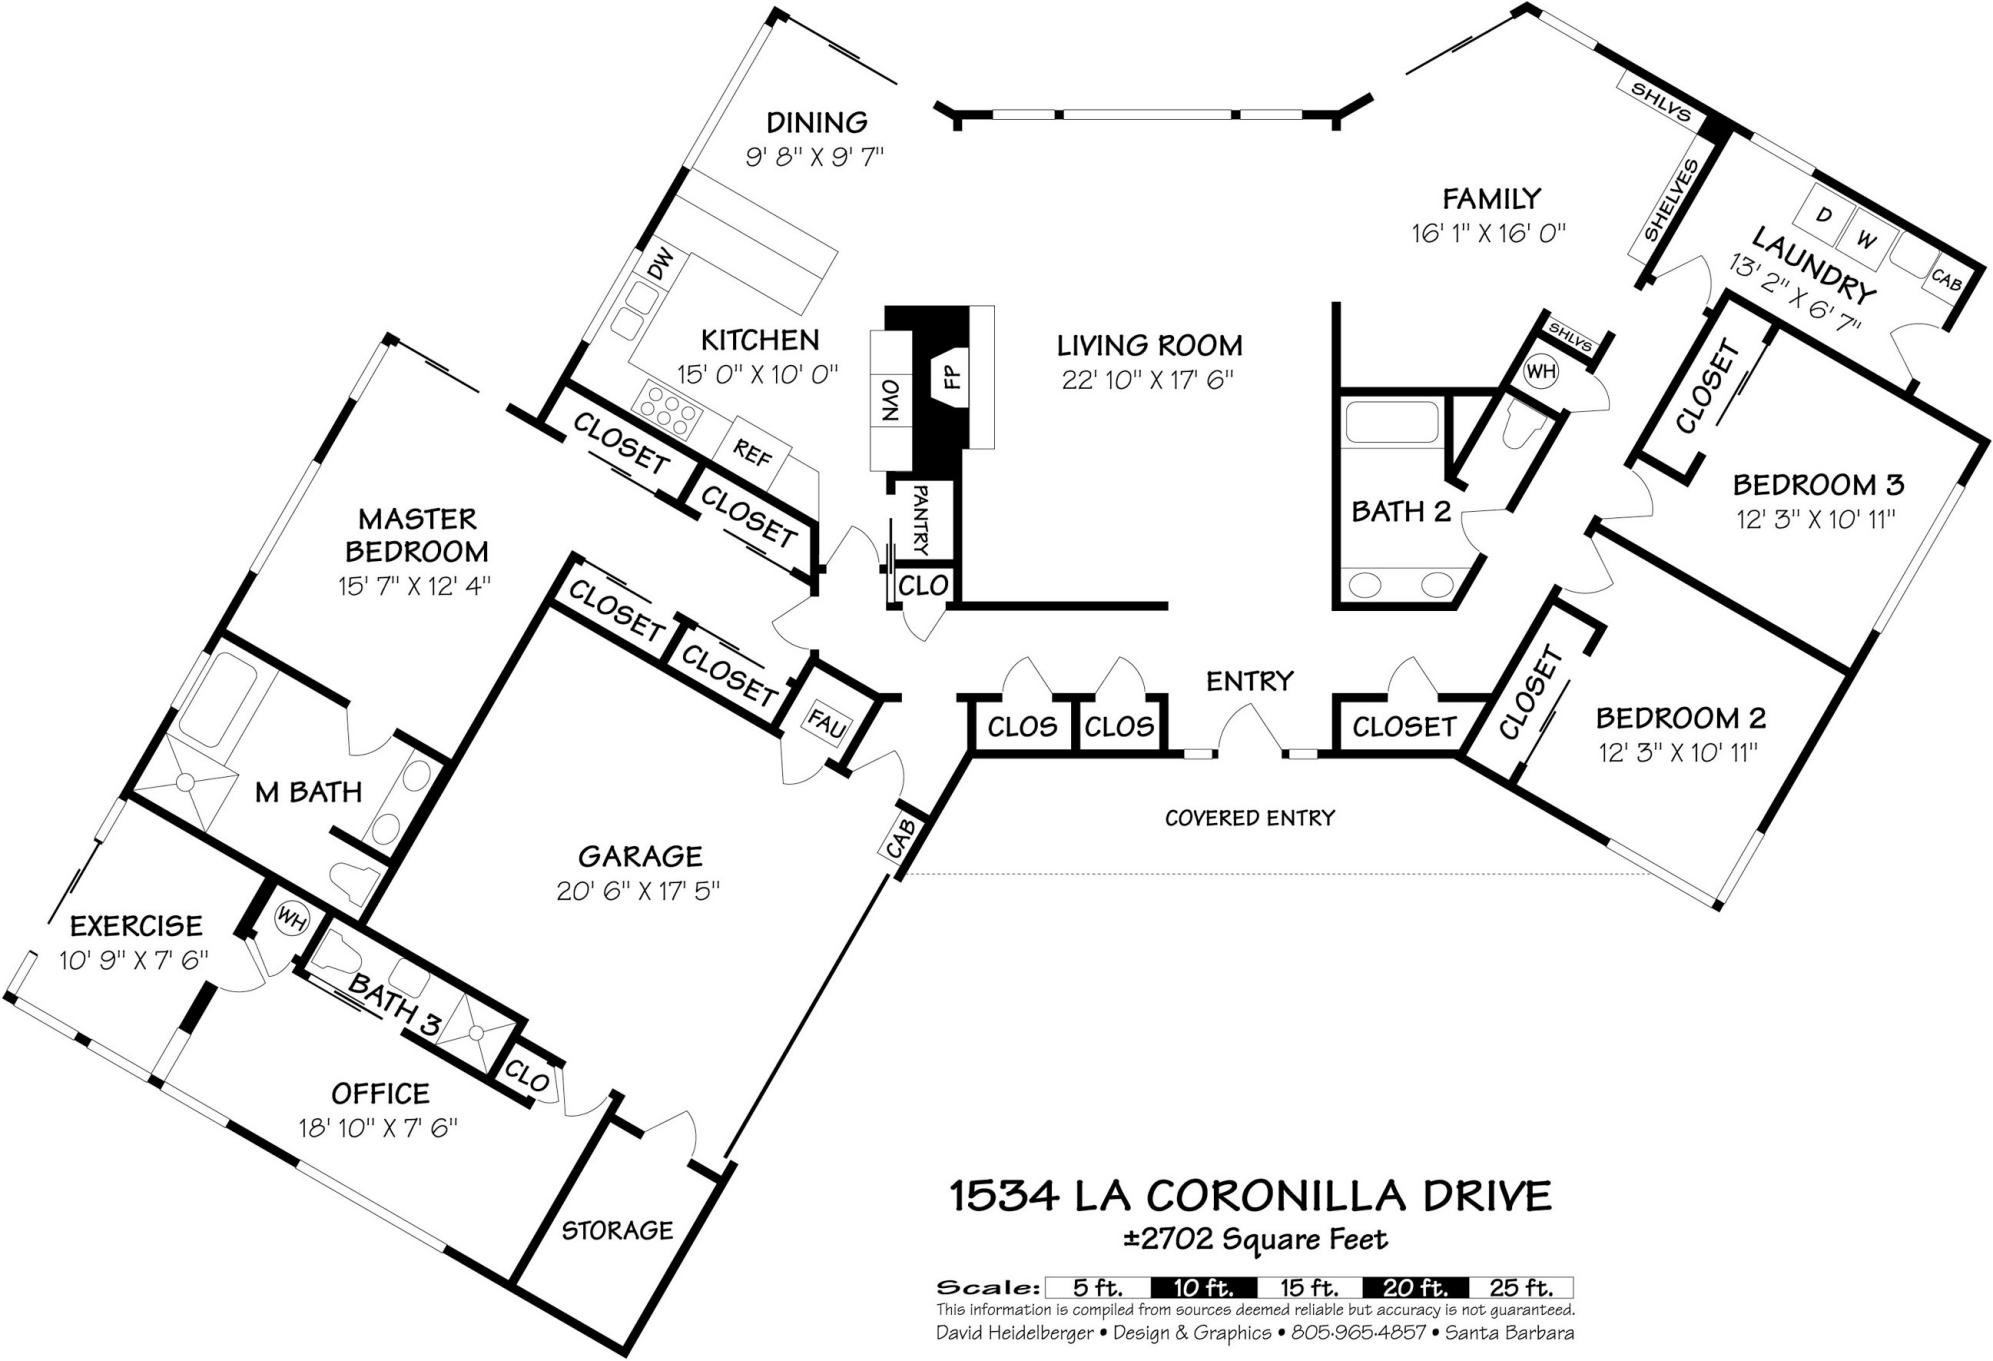 DINING
9' 8" X 9' 7"
SHLVS
SHELVES
FAMILY
16' 1" X 16' 0"
D
W
CAB
LAUNDRY
13' 2" X 6' 7"
DW
KITCHEN
15' 0" X 10' 0"
OVN
FP
LIVING ROOM
22' 10" X 17' 6"
SHLVS
WH
CLOSET
BEDROOM 3
12' 3" X 10' 11"
CLOSET
REF
CLOSET
PANTRY
CLO
BATH 2
MASTER
BEDROOM
15' 7" X 12' 4"
CLOSET
CLOSET
FAU
ENTRY
CLOS
CLOS
CLOSET
CLOSET
BEDROOM 2
12' 3" X 10' 11"
M BATH
COVERED ENTRY
GARAGE
20' 6" X 17' 5"
CAB
EXERCISE
10' 9" X 7' 6"
WH
BATH 3
CLO
OFFICE
18' 10" X 7' 6"
STORAGE
1534 LA CORONILLA DRIVE
±2702 Square Feet
Scale: 5 ft. 10 ft. 15 ft. 20 ft. 25 ft.
This information is compiled from sources deemed reliable but accuracy is not guaranteed.
David Heidelberger • Design & Graphics • 805•965•4857 • Santa Barbara